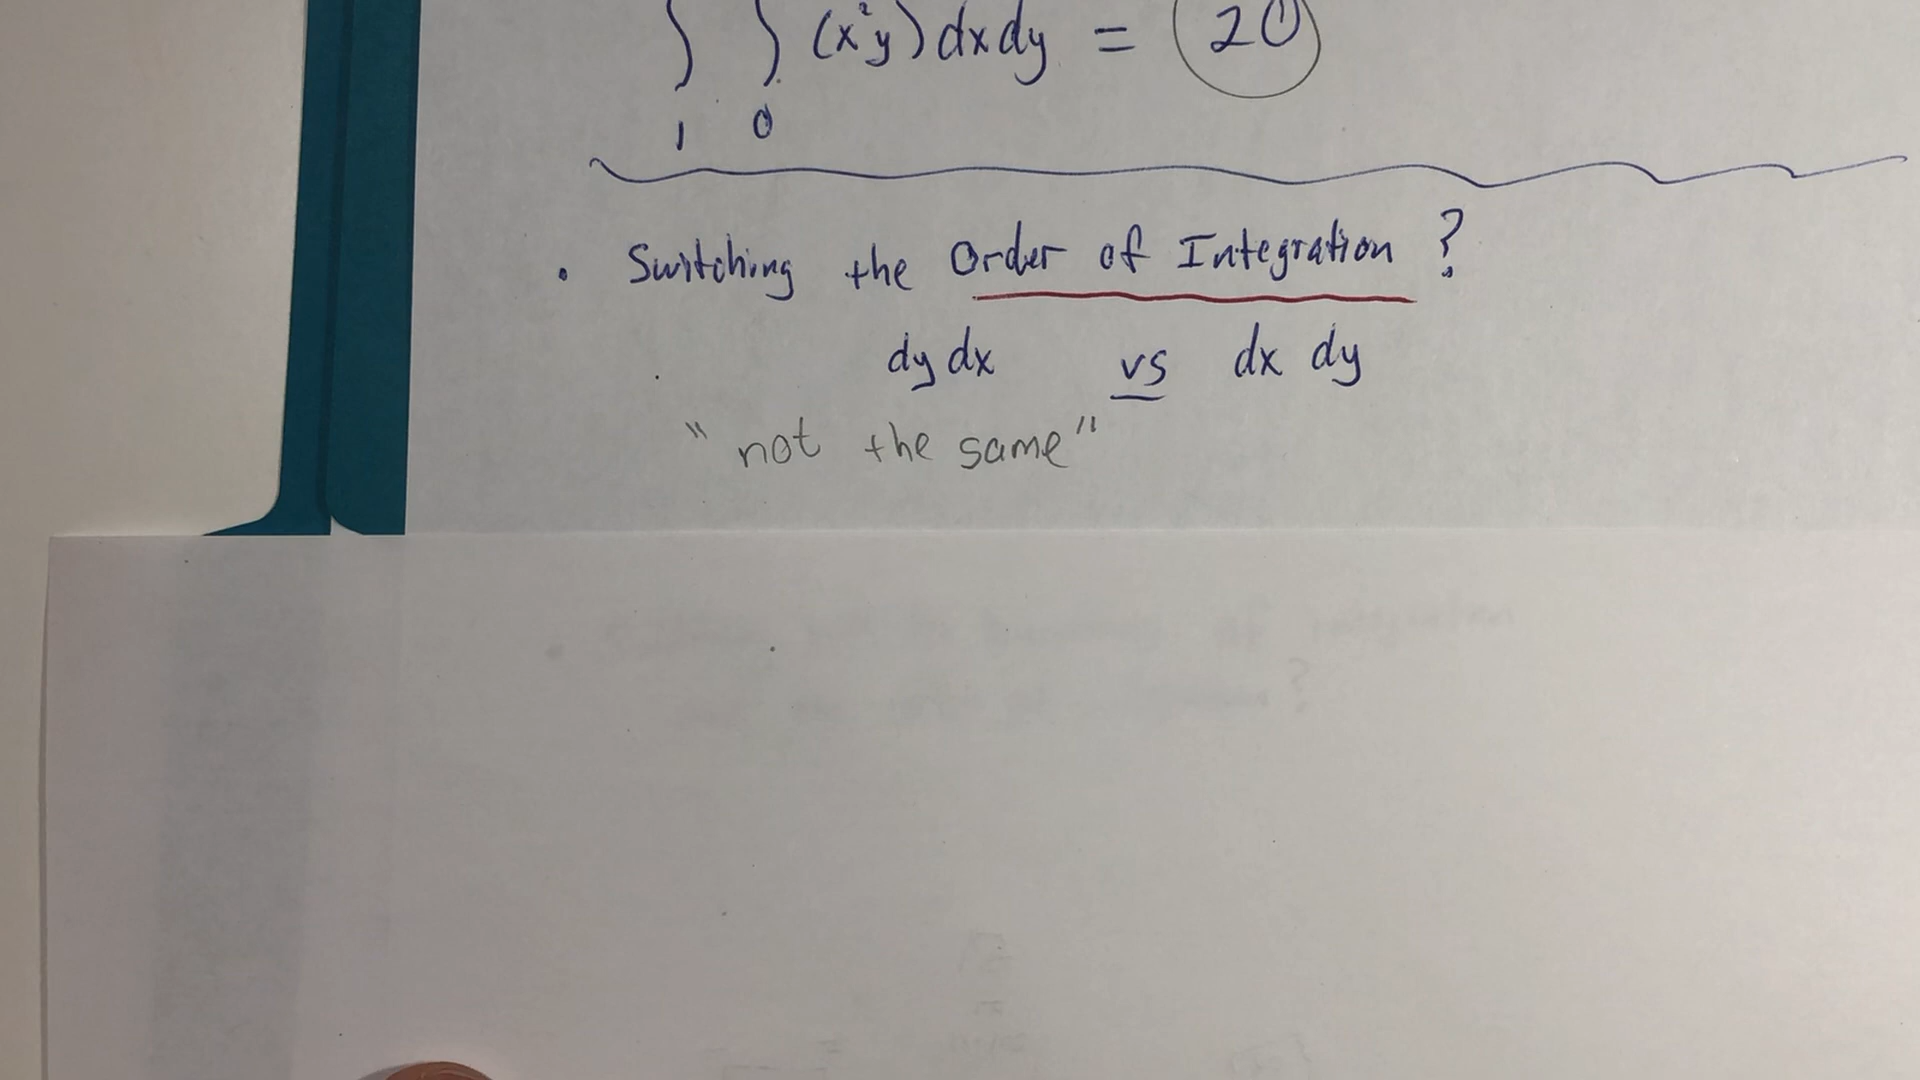 ∫ ∫ (x²y) dx dy = 20
1 0
. Switching the Order of Integration ?
dy dx vs dx dy
" not the same "